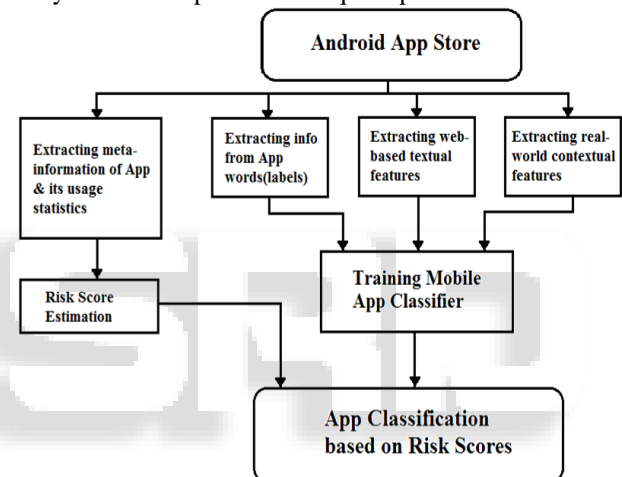 Android App Store
Extracting meta-
information of App
& its usage
statistics
Extracting info
from App
words(labels)
Extracting web-
based textual
features
Extracting real-
world contextual
features
Risk Score
Estimation
Training Mobile
App Classifier
App Classification
based on Risk Scores